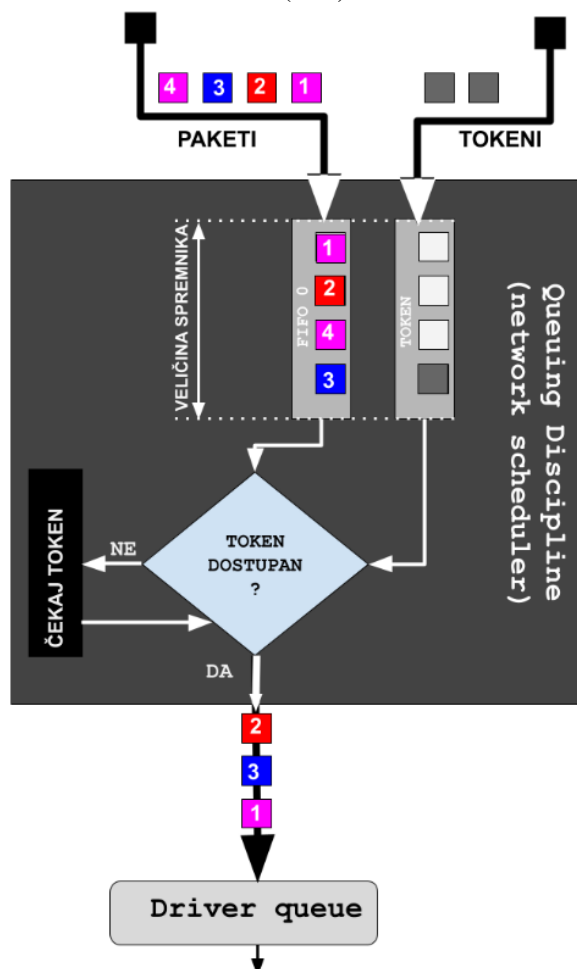 4 3 2 1
PAKETI
TOKENI
VELIČINA SPREMNIKA
FIFO 0
1
2
4
3
TOKEN
Queuing Discipline
(network scheduler)
ČEKAJ TOKEN
NE
TOKEN
DOSTUPAN
?
DA
2
3
1
Driver queue